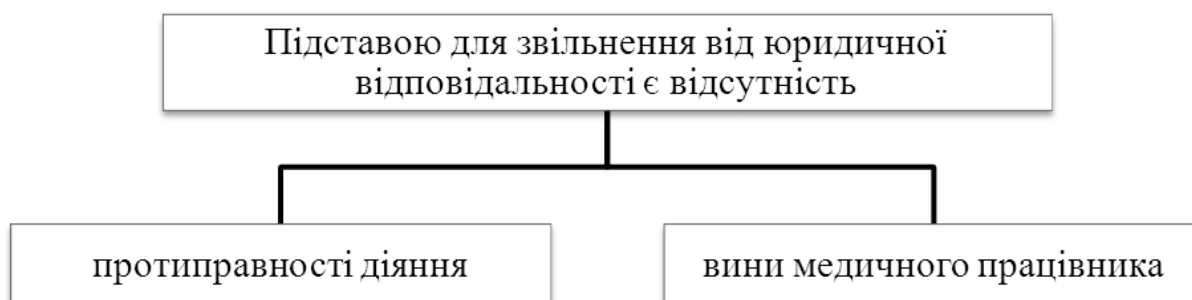 Підставою для звільнення від юридичної
відповідальності є відсутність
протиправності діяння
вини медичного працівника